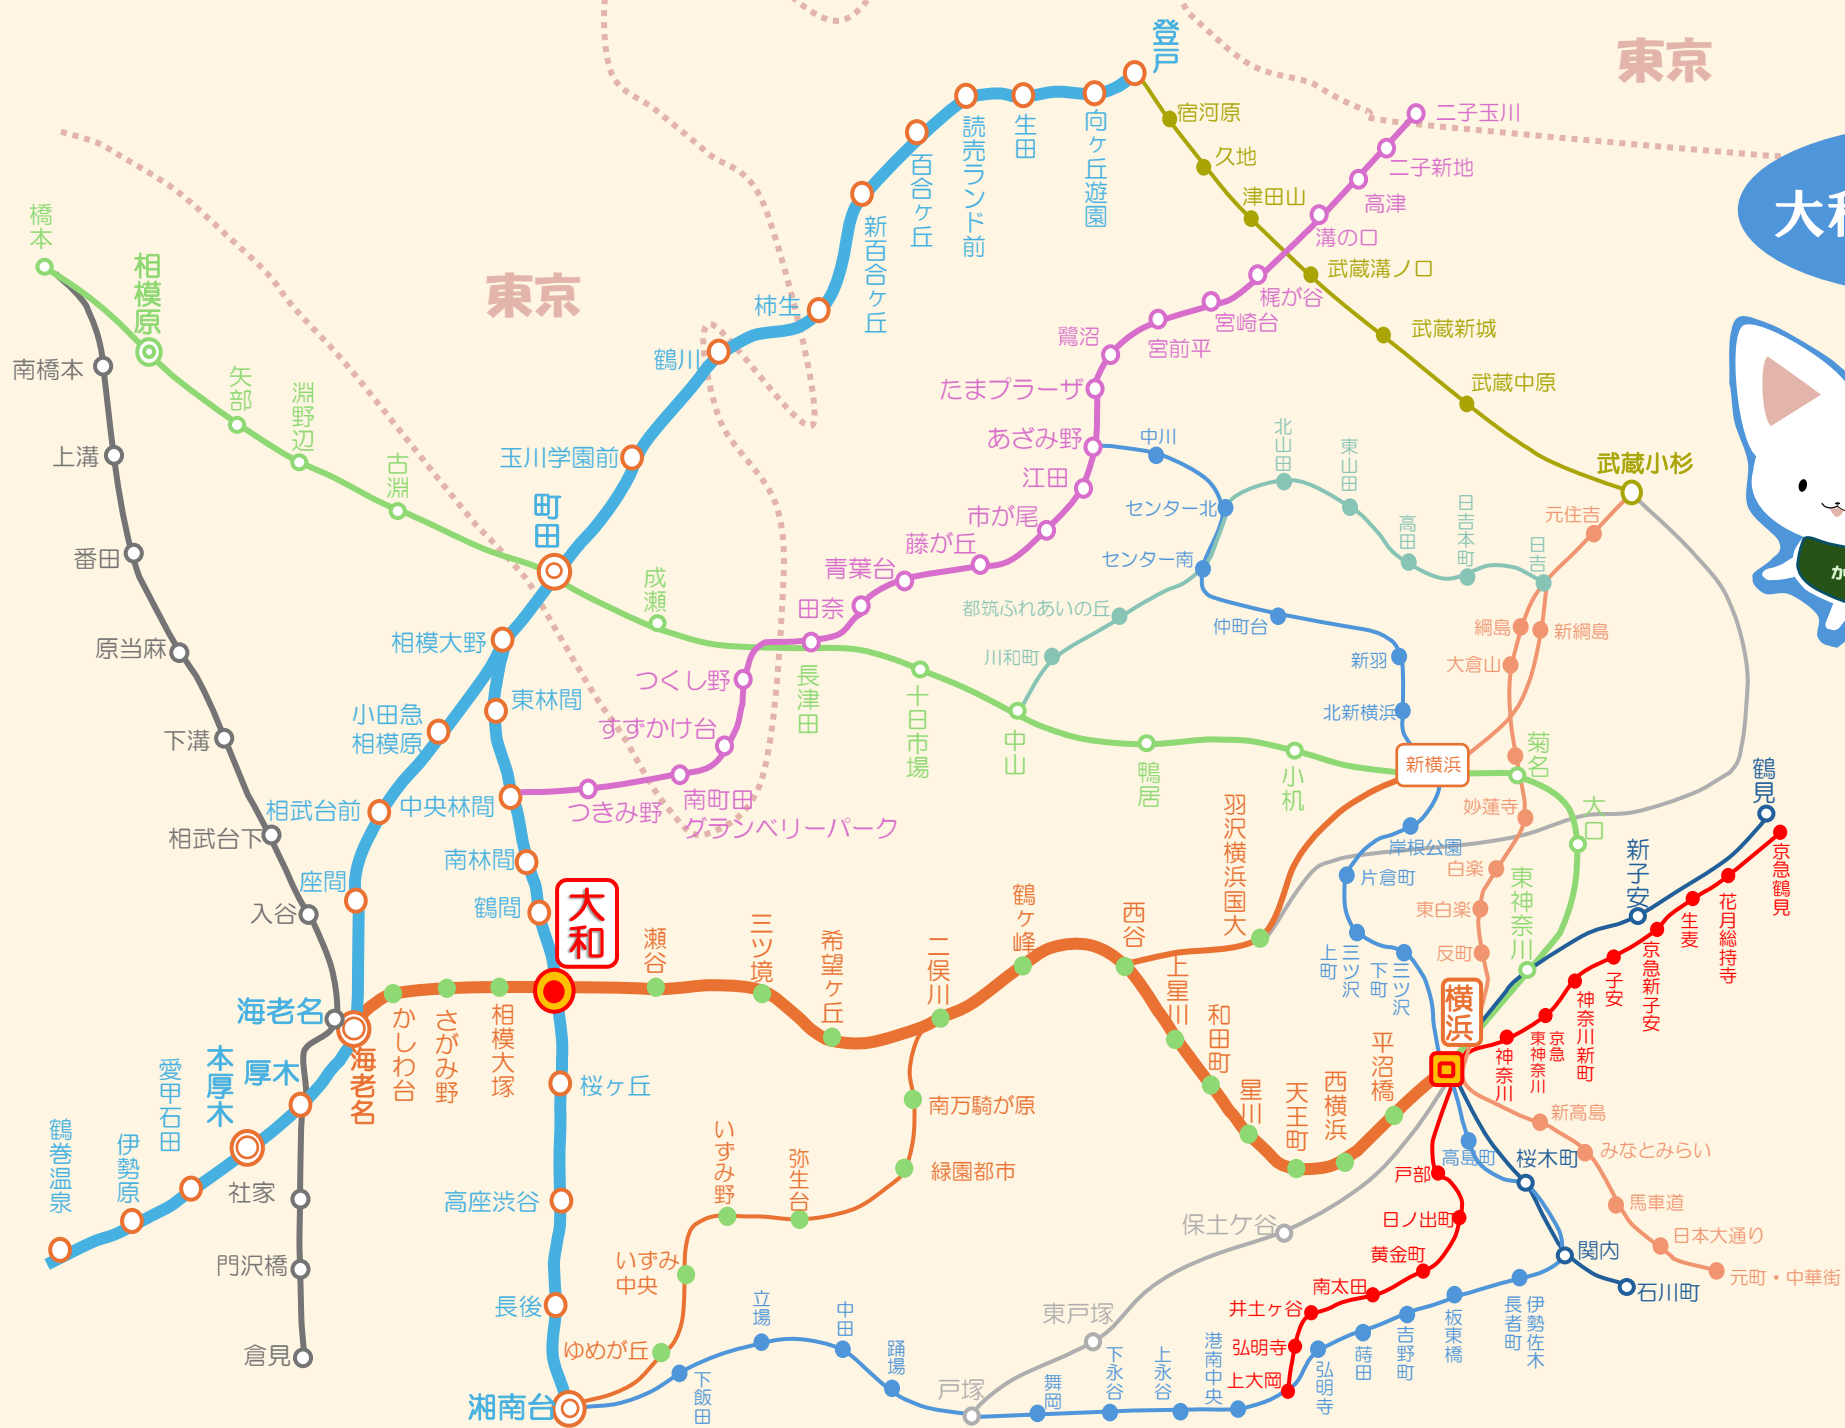 東京
東京
大和
か
登戸
向ヶ丘遊園
生田
読売ランド前
百合ヶ丘
新百合ヶ丘
柿生
鶴川
玉川学園前
町田
相模大野
小田急
相模原
相武台前
座間
海老名
厚木
本厚木
愛甲石田
伊勢原
鶴巻温泉
東林間
中央林間
南林間
鶴間
大和
桜ヶ丘
高座渋谷
長後
湘南台
橋本
相模原
矢部
淵野辺
古淵
成瀬
長津田
十日市場
中山
鴨居
小机
新横浜
菊名
大口
東神奈川
南橋本
上溝
番田
原当麻
下溝
相武台下
入谷
社家
門沢橋
倉見
宿河原
久地
津田山
武蔵溝ノ口
武蔵新城
武蔵中原
武蔵小杉
二子玉川
二子新地
高津
溝の口
梶が谷
宮崎台
宮前平
鷺沼
たまプラーザ
あざみ野
江田
市が尾
藤が丘
青葉台
田奈
つくし野
すずかけ台
南町田
グランベリーパーク
つきみ野
中川
センター北
センター南
仲町台
新羽
北新横浜
岸根公園
片倉町
三ツ沢
上町
三ツ沢
下町
北山田
東山田
高田
日吉本町
日吉
都筑ふれあいの丘
川和町
元住吉
綱島
新綱島
大倉山
妙蓮寺
白楽
東白楽
反町
横浜
新高島
みなとみらい
馬車道
日本大通り
元町・中華街
鶴見
新子安
桜木町
関内
石川町
京急鶴見
花月総持寺
生麦
京急新子安
子安
神奈川新町
京急
東神奈川
神奈川
戸部
日ノ出町
黄金町
南太田
井土ヶ谷
弘明寺
上大岡
高島町
伊勢佐木
長者町
板東橋
吉野町
蒔田
弘明寺
港南中央
上永谷
下永谷
舞岡
戸塚
踊場
中田
立場
下飯田
東戸塚
保土ケ谷
海老名
かしわ台
さがみ野
相模大塚
瀬谷
三ツ境
希望ヶ丘
二俣川
鶴ヶ峰
西谷
上星川
和田町
星川
天王町
西横浜
平沼橋
羽沢横浜国大
南万騎が原
緑園都市
弥生台
いずみ野
いずみ
中央
ゆめが丘